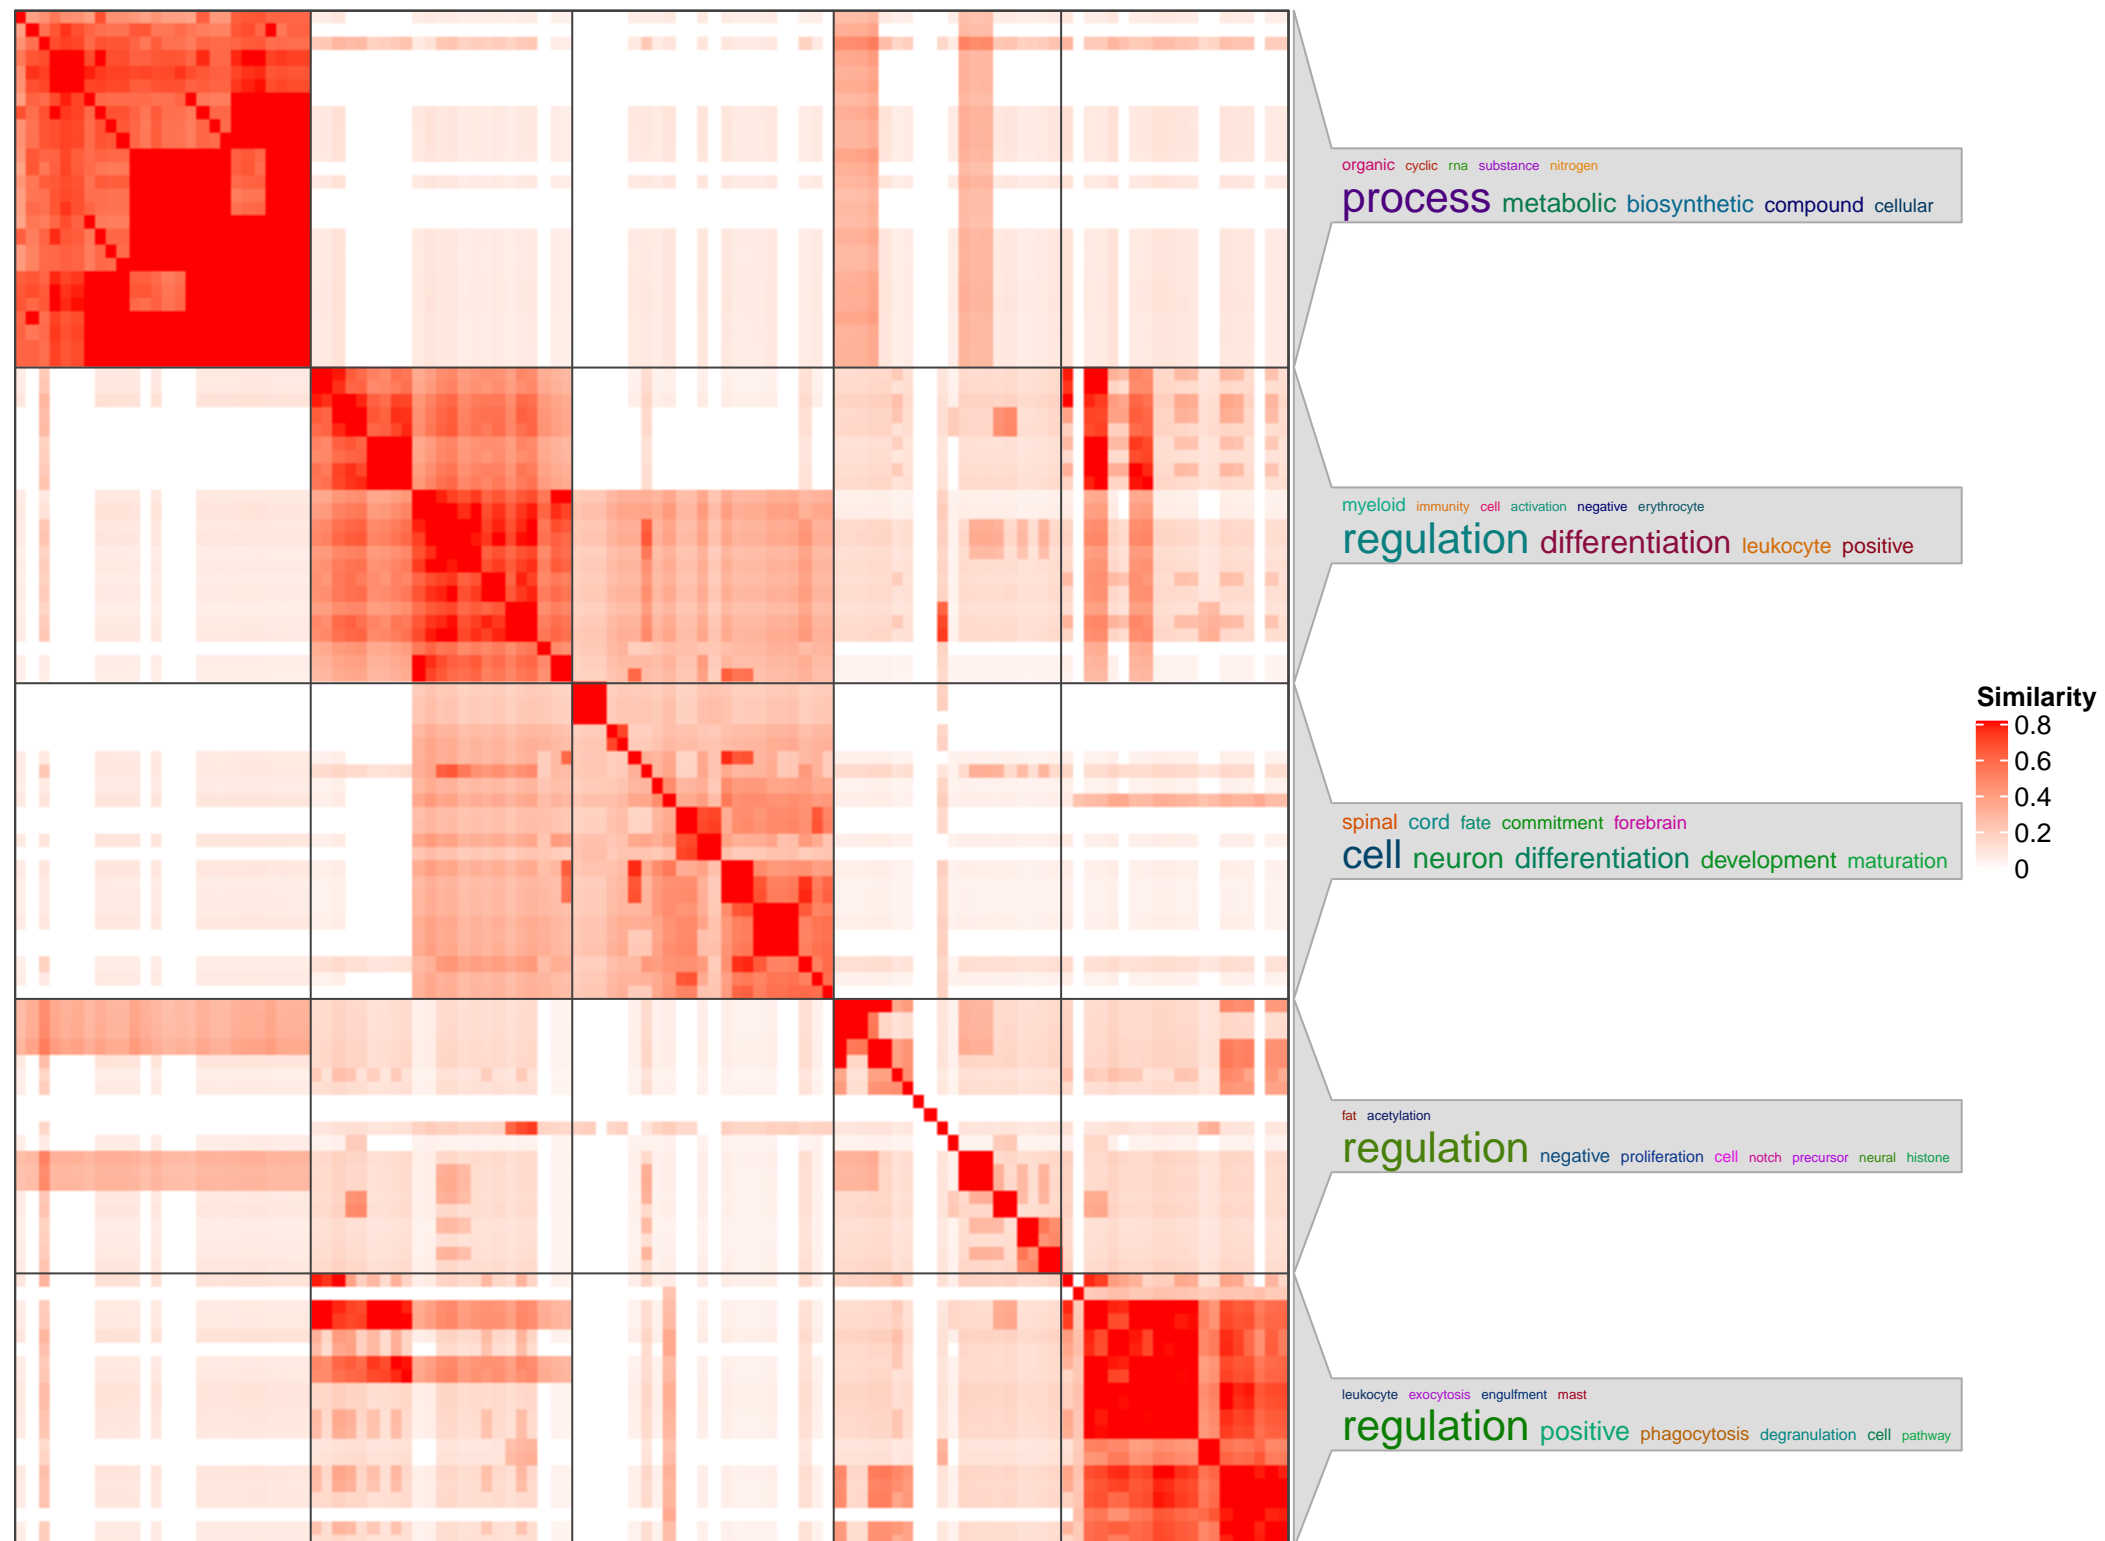 organic cyclic rna substance nitrogen
process metabolic biosynthetic compound cellular
myeloid immunity cell activation negative erythrocyte
regulation differentiation leukocyte positive
Similarity
0.8
0.6
0.4
0.2
0
spinal cord fate commitment forebrain
cell neuron differentiation development maturation
fat acetylation
regulation negative proliferation cell notch precursor neural histone
leukocyte exocytosis engulfment mast
regulation positive phagocytosis degranulation cell pathway